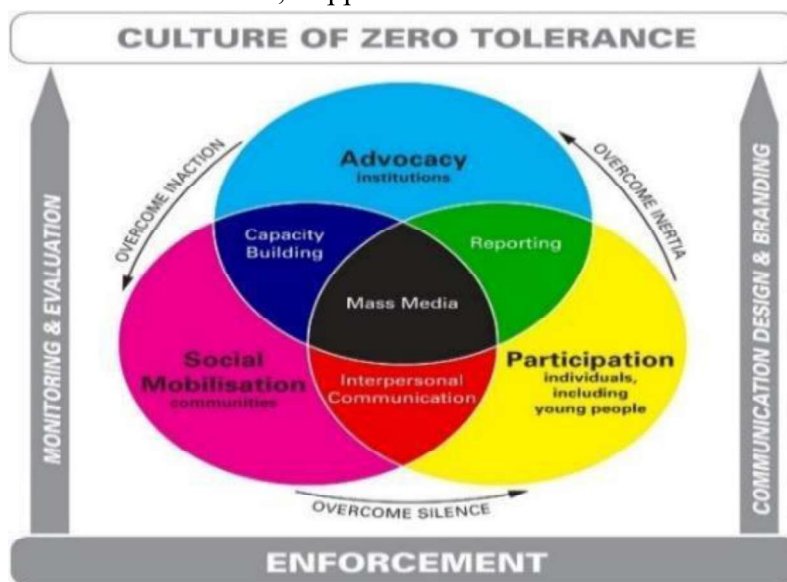 CULTURE OF ZERO TOLERANCE
MONITORING & EVALUATION
OVERCOME INACTION
Advocacy
institutions
OVERCOME INERTIA
COMMUNICATION DESIGN & BRANDING
Capacity
Building
Reporting
Mass Media
Social
Mobilisation
communities
Interpersonal
Communication
Participation
individuals,
including
young people
OVERCOME SILENCE
ENFORCEMENT